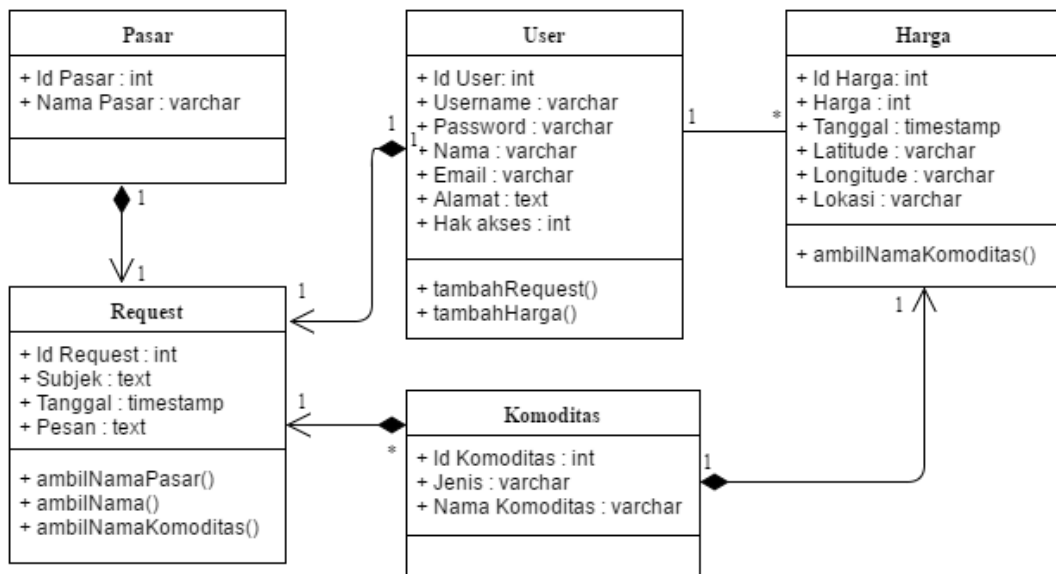 Pasar
+ Id Pasar : int
+ Nama Pasar : varchar
1
1
User
+ Id User: int
+ Username : varchar
+ Password : varchar
+ Nama : varchar
+ Email : varchar
+ Alamat : text
+ Hak akses : int
+ tambahRequest()
+ tambahHarga()
1
1
1
1
*
Harga
+ Id Harga: int
+ Harga : int
+ Tanggal : timestamp
+ Latitude : varchar
+ Longitude : varchar
+ Lokasi : varchar
+ ambilNamaKomoditas()
1
Request
+ Id Request : int
+ Subjek : text
+ Tanggal : timestamp
+ Pesan : text
+ ambilNamaPasar()
+ ambilNama()
+ ambilNamaKomoditas()
1
*
Komoditas
+ Id Komoditas : int
+ Jenis : varchar
+ Nama Komoditas : varchar
1